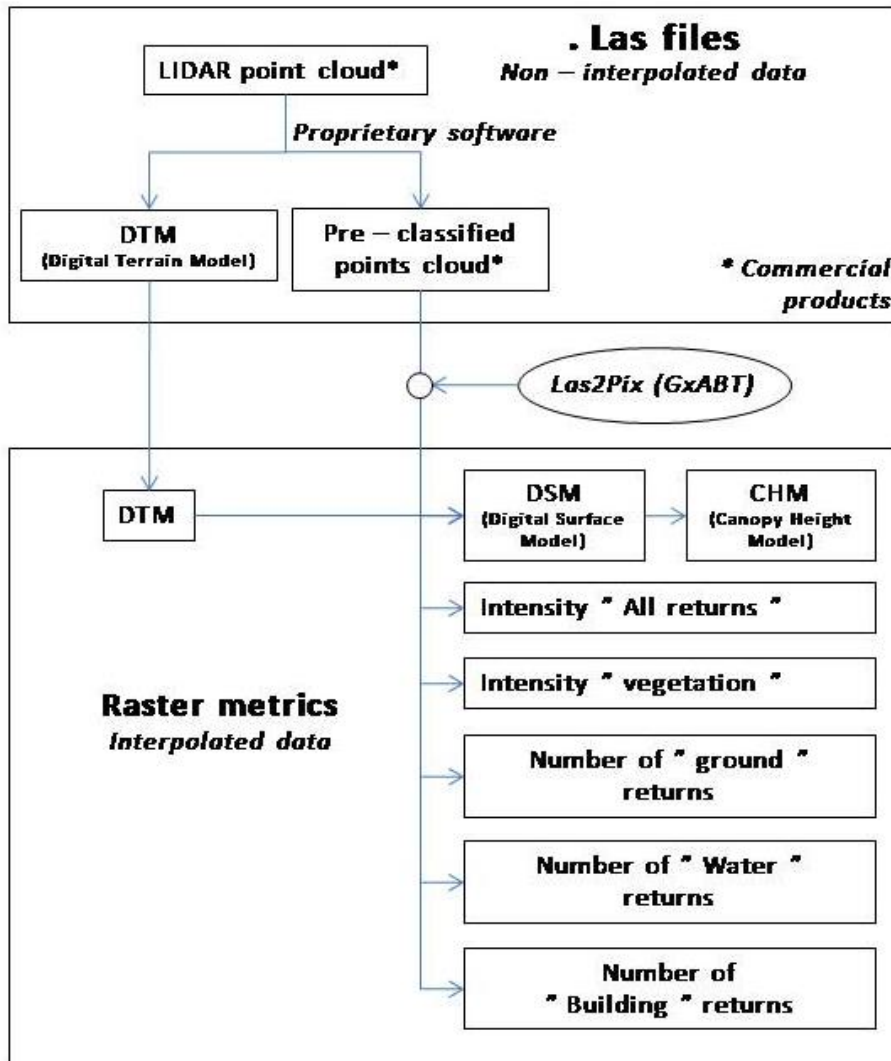 . Las files
Non – interpolated data
LIDAR point cloud*
Proprietary software
DTM
(Digital Terrain Model)
Pre – classified
points cloud*
* Commercial
products
Las2Pix (GxABT)
DTM
DSM
(Digital Surface
Model)
CHM
(Canopy Height
Model)
Intensity " All returns "
Intensity " vegetation "
Raster metrics
Interpolated data
Number of " ground "
returns
Number of " Water "
returns
Number of
" Building " returns